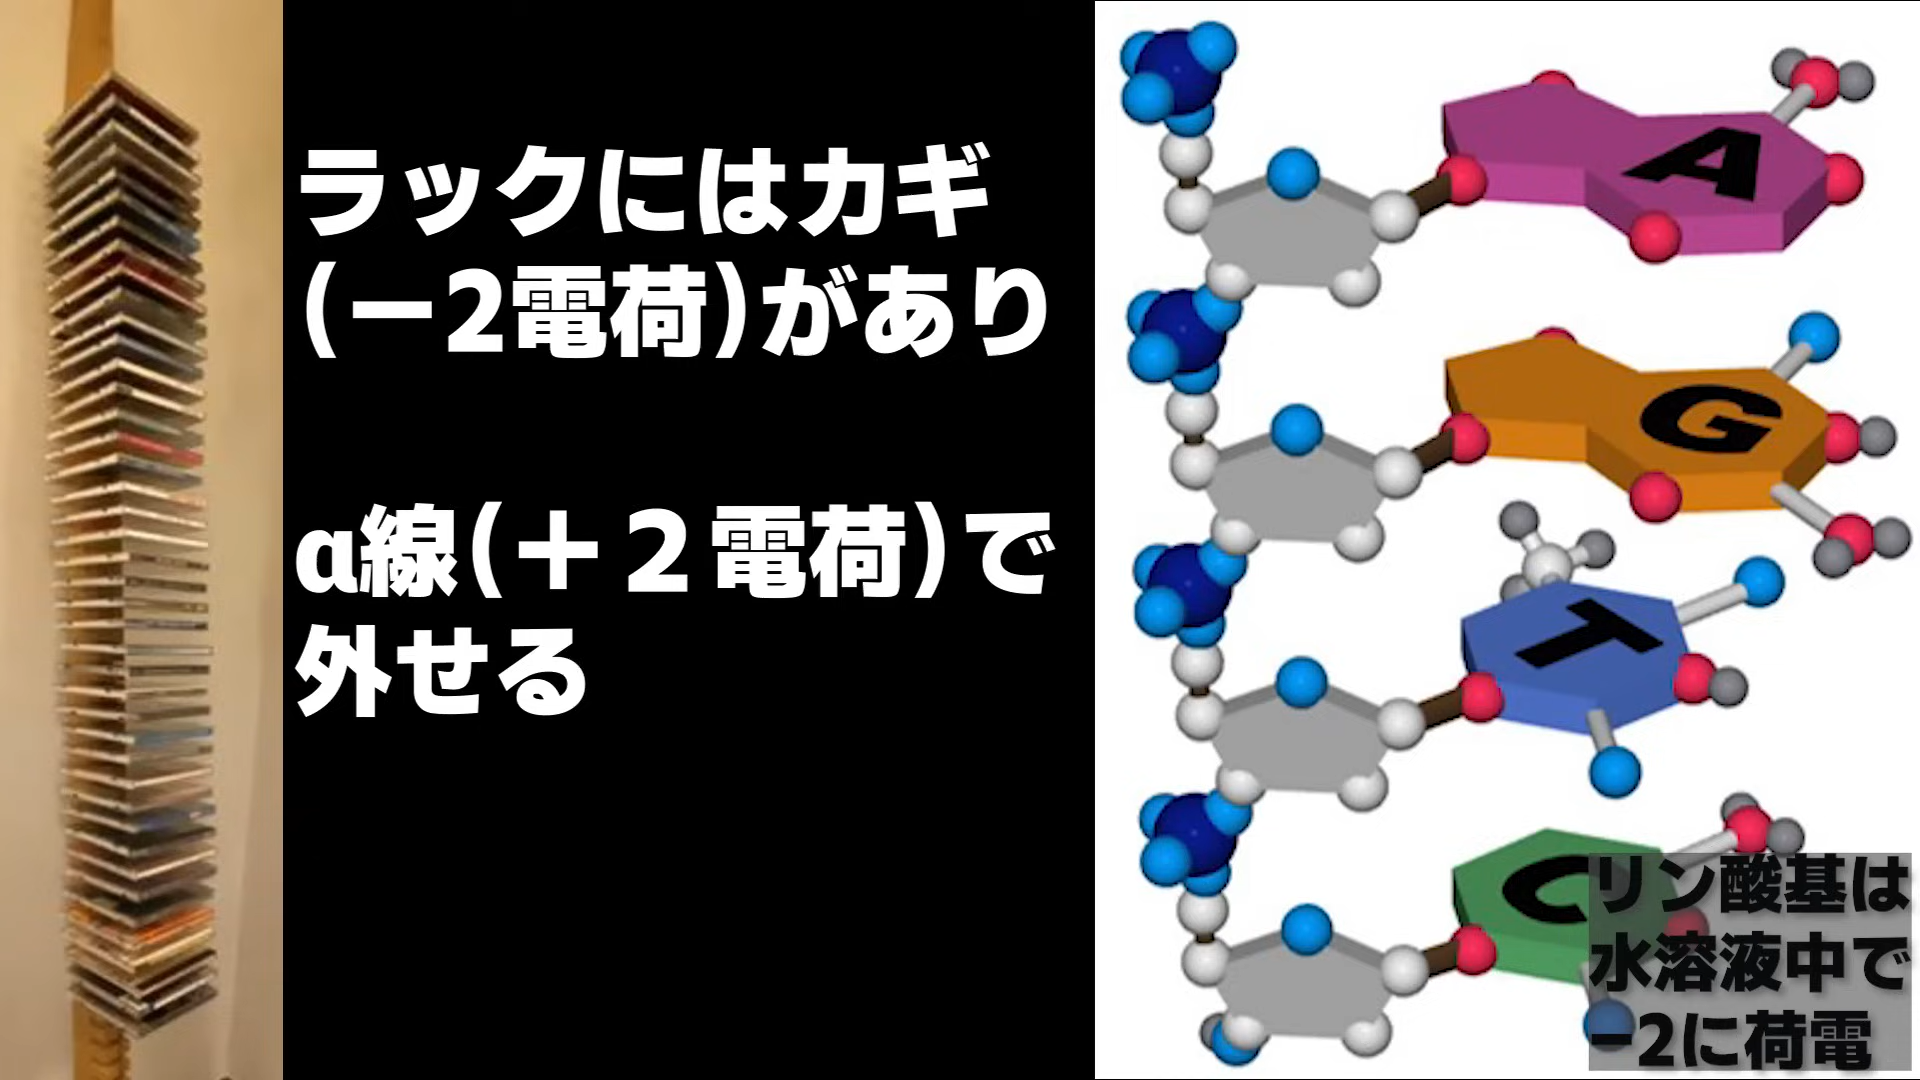 ラックにはカギ
(−2電荷)があり
α線(＋２電荷)で
外せる
A
G
T
C
リン酸基は
水溶液中で
−2に荷電